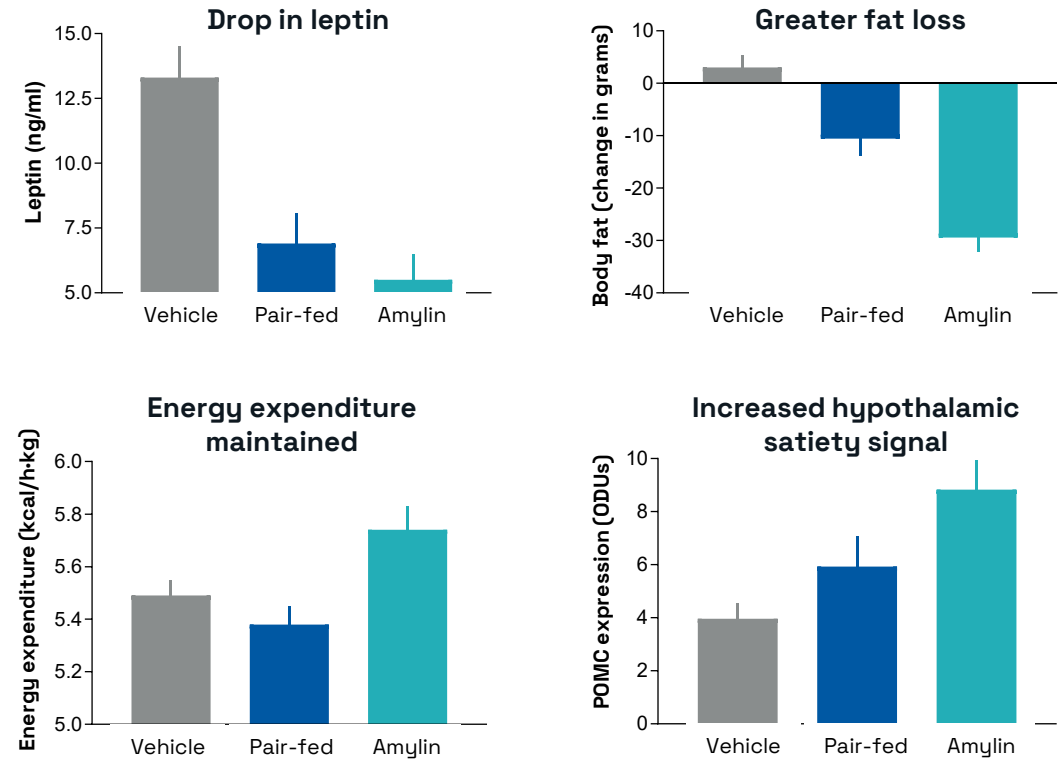 Drop in leptin
Leptin (ng/ml)
15.0
12.5
10.0
7.5
5.0
Vehicle
Pair-fed
Amylin
Greater fat loss
Body fat (change in grams)
10
0
-10
-20
-30
-40
Vehicle
Pair-fed
Amylin
Energy expenditure
maintained
Energy expenditure (kcal/h·kg)
6.0
5.8
5.6
5.4
5.2
5.0
Vehicle
Pair-fed
Amylin
Increased hypothalamic
satiety signal
POMC expression (ODUs)
10
8
6
4
2
0
Vehicle
Pair-fed
Amylin